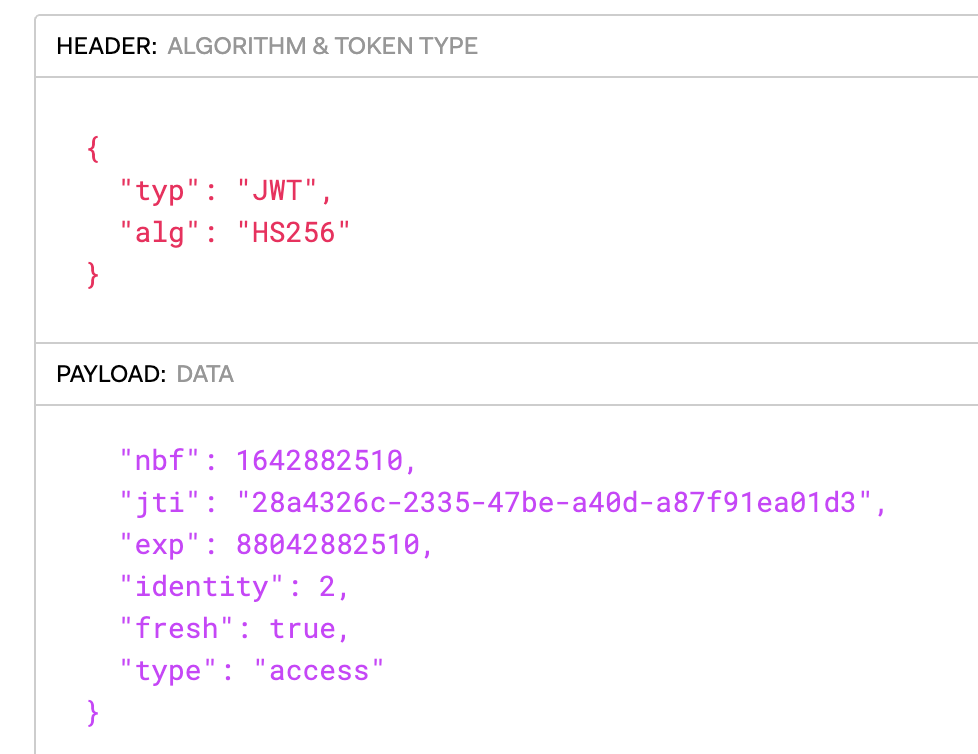 HEADER: ALGORITHM & TOKEN TYPE
{
"typ": "JWT",
"alg": "HS256"
}
PAYLOAD: DATA
"nbf": 1642882510,
"jti": "28a4326c-2335-47be-a40d-a87f91ea01d3",
"exp": 88042882510,
"identity": 2,
"fresh": true,
"type": "access"
}